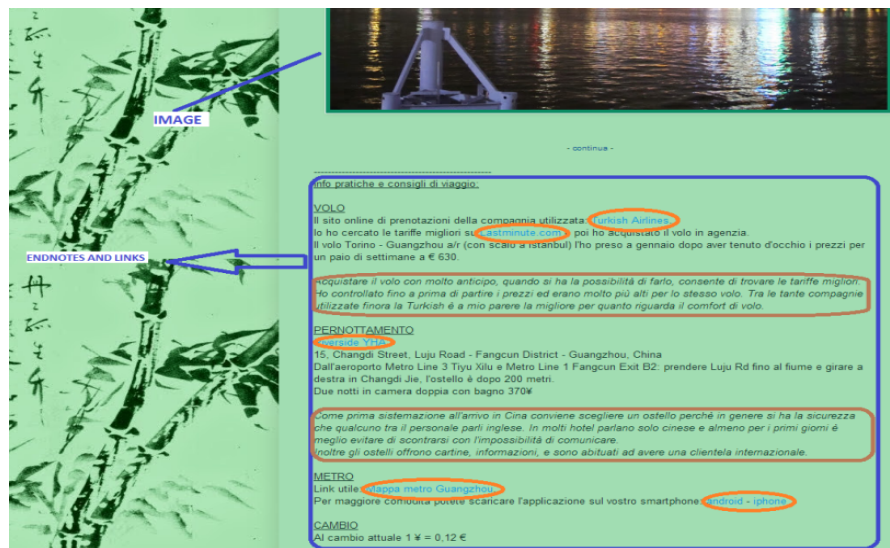 IMAGE
- continue -
Info pratiche e consigli di viaggio:
VOLO
Il sito online di prenotazioni della compagnia utilizzata: Turkish Airlines.
Io ho cercato le tariffe migliori su Lastminute.com e poi ho acquistato il volo in agenzia.
Il volo Torino - Guangzhou a/r (con scalo a Istanbul) l'ho preso a gennaio dopo aver tenuto d'occhio i prezzi per
un paio di settimane a € 630.
ENDNOTES AND LINKS
Acquistare il volo con molto anticipo, quando si ha la possibilità di farlo, consente di trovare le tariffe migliori.
Ho controllato fino a prima di partire i prezzi ed erano molto più alti per lo stesso volo. Tra le tante compagnie
utilizzate finora la Turkish è a mio parere la migliore per quanto riguarda il comfort di volo.
PERNOTTAMENTO
Riverside YHA
15, Changdi Street, Luju Road - Fangcun District - Guangzhou, China
Dall'aeroporto Metro Line 3 Tiyu Xilu e Metro Line 1 Fangcun Exit B2: prendere Luju Rd fino al fiume e girare a
destra in Changdi Jie, l'ostello è dopo 200 metri.
Due notti in camera doppia con bagno 370¥
Come prima sistemazione all'arrivo in Cina conviene scegliere un ostello perché in genere si ha la sicurezza
che qualcuno tra il personale parli inglese. In molti hotel parlano solo cinese e almeno per i primi giorni é
meglio evitare di scontrarsi con l'impossibilità di comunicare.
Inoltre gli ostelli offrono cartine, informazioni, e sono abituati ad avere una clientela internazionale.
METRO
Link utile: Mappa metro Guangzhou
Per maggiore comodità potete scaricare l'applicazione sul vostro smartphone: android - iphone
CAMBIO
Al cambio attuale 1 ¥ = 0,12 €